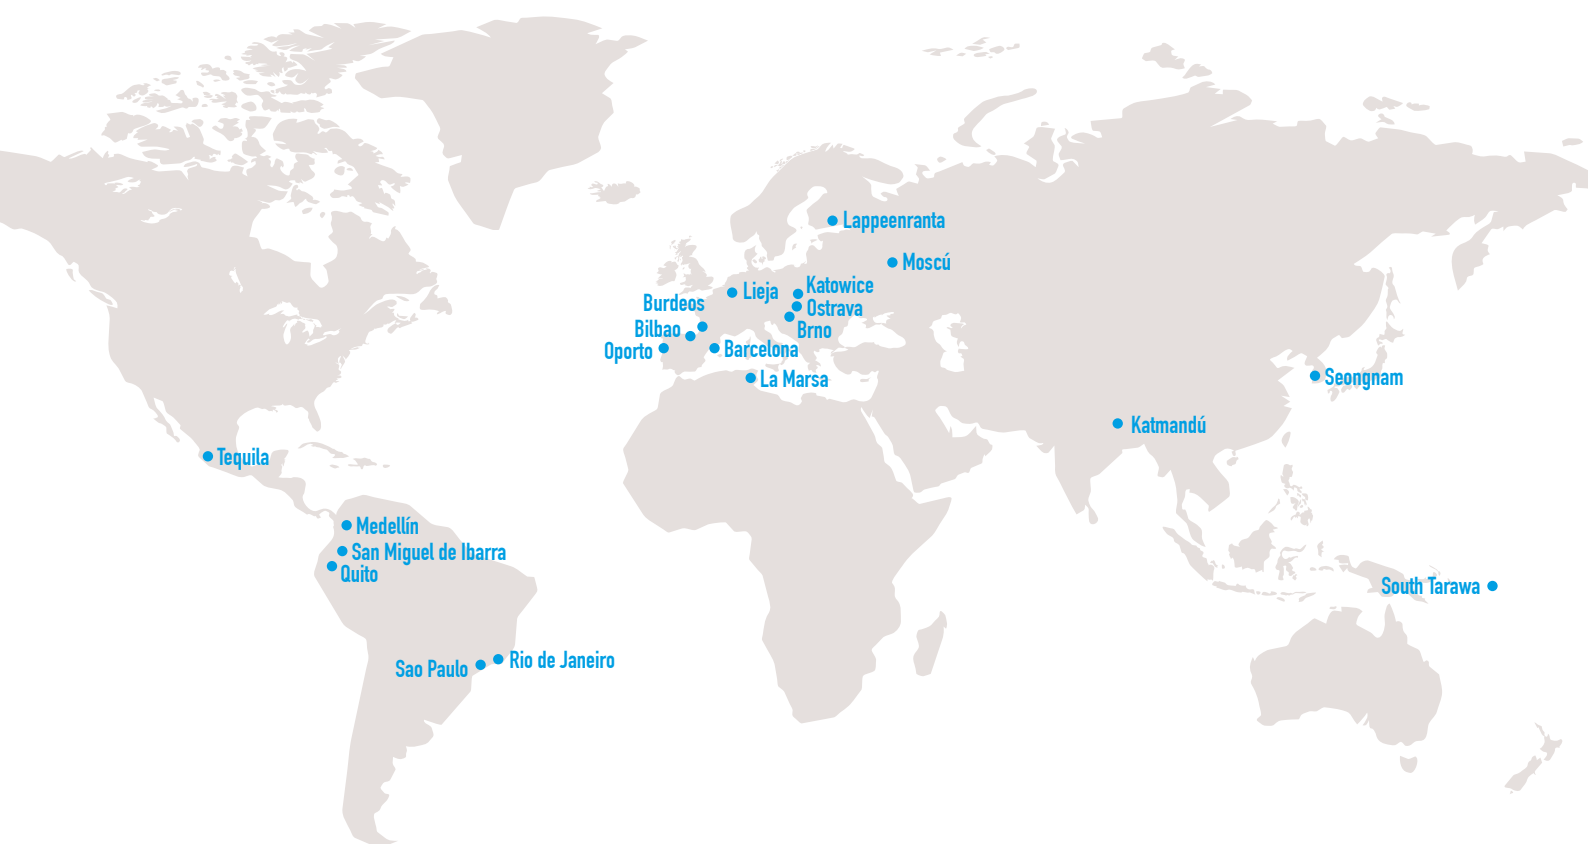 Lappeenranta
Moscú
Katowice
Lieja
Burdeos
Ostrava
Bilbao
Brno
Oporto
Barcelona
La Marsa
Seongnam
Katmandú
Tequila
Medellín
San Miguel de Ibarra
Quito
South Tarawa
Rio de Janeiro
Sao Paulo